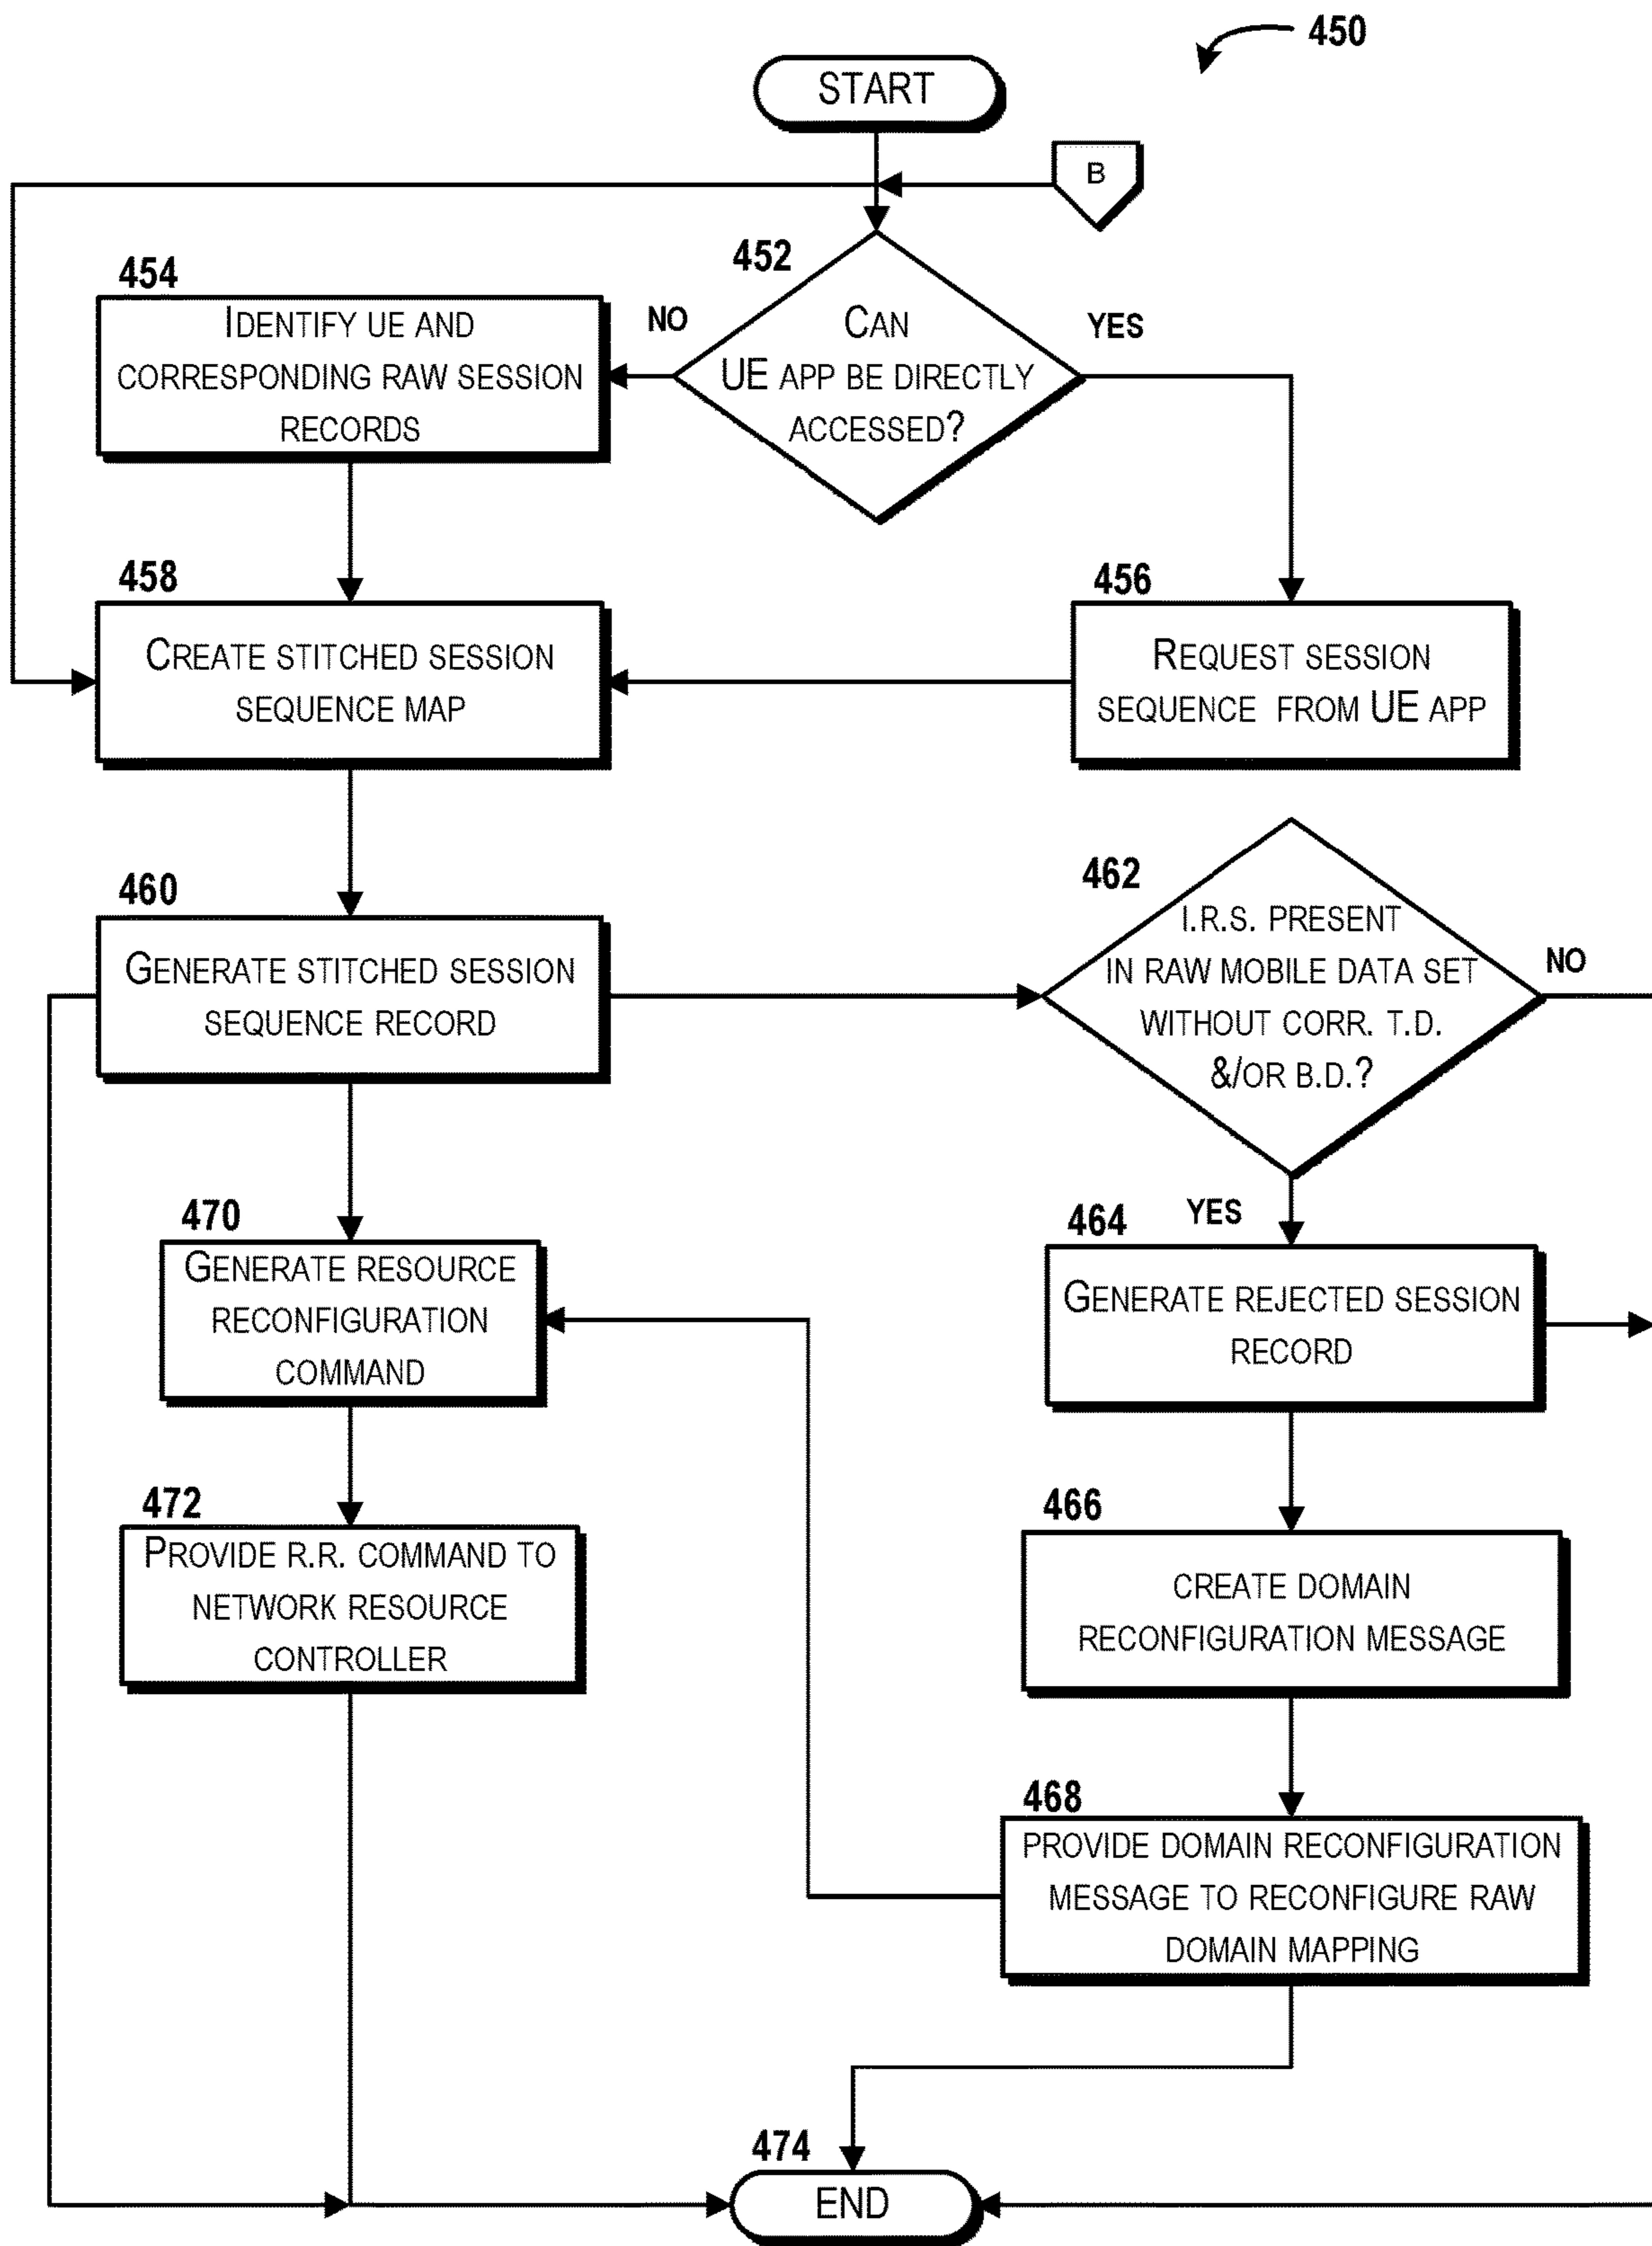 450
START
B
452
CAN
UE APP BE DIRECTLY
ACCESSED?
NO
YES
454
IDENTIFY UE AND
CORRESPONDING RAW SESSION
RECORDS
458
CREATE STITCHED SESSION
SEQUENCE MAP
456
REQUEST SESSION
SEQUENCE FROM UE APP
460
GENERATE STITCHED SESSION
SEQUENCE RECORD
462
I.R.S. PRESENT
IN RAW MOBILE DATA SET
WITHOUT CORR. T.D.
&/OR B.D.?
NO
YES
470
GENERATE RESOURCE
RECONFIGURATION
COMMAND
464
GENERATE REJECTED SESSION
RECORD
472
PROVIDE R.R. COMMAND TO
NETWORK RESOURCE
CONTROLLER
466
CREATE DOMAIN
RECONFIGURATION MESSAGE
468
PROVIDE DOMAIN RECONFIGURATION
MESSAGE TO RECONFIGURE RAW
DOMAIN MAPPING
474
END